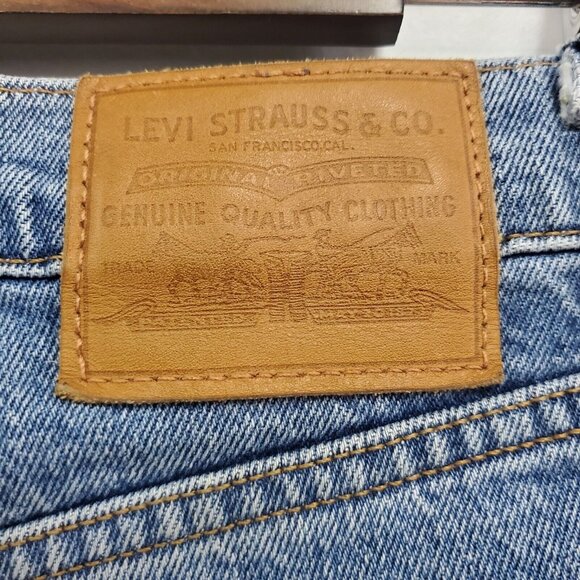 LEVI STRAUSS & CO.
SAN FRANCISCO, CAL.
ORIGINAL RIVETED
GENUINE QUALITY CLOTHING
TRADE MARK